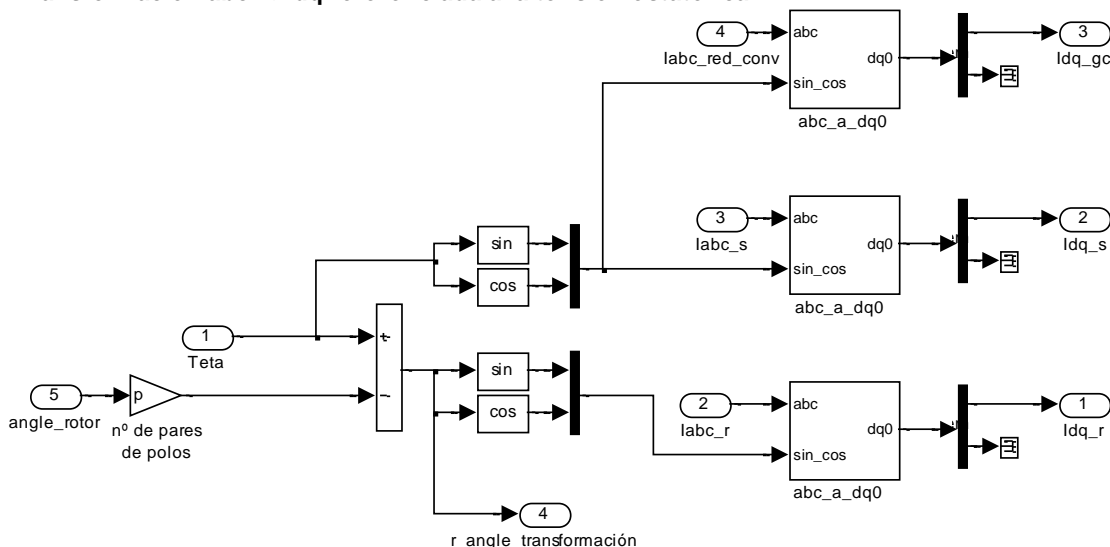 4
Iabc_red_conv
abc
sin_cos
dq0
abc_a_dq0
3
Idq_gc
3
Iabc_s
abc
sin_cos
dq0
abc_a_dq0
2
Idq_s
sin
cos
1
Teta
+
-
5
angle_rotor
p
nº de pares
de polos
sin
cos
2
Iabc_r
abc
sin_cos
dq0
abc_a_dq0
1
Idq_r
4
r_angle_transformación